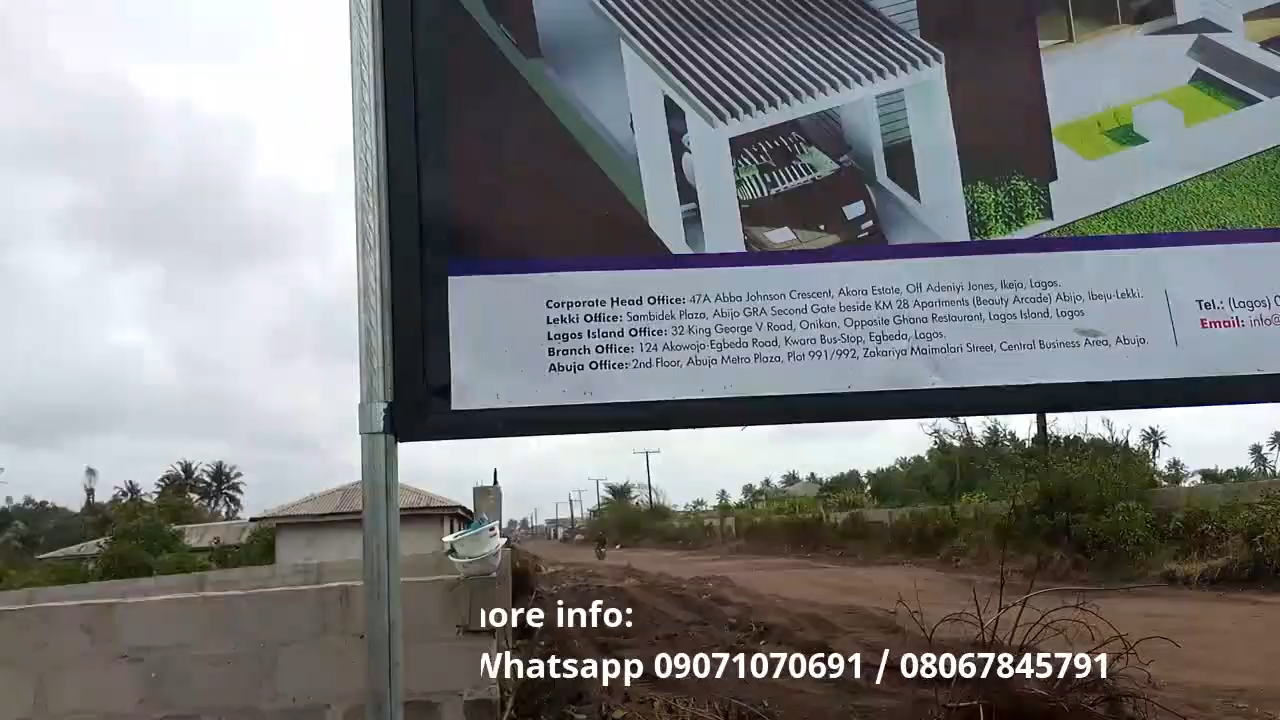 Corporate Head Office: 47A Abba Johnson Crescent, Akora Estate, Off Adeniyi Jones, Ikeja, Lagos.
Lekki Office: Sambidek Plaza, Abijo GRA Second Gate beside KM 28 Apartments (Beauty Arcade) Abijo, Ibeju-Lekki.
Lagos Island Office: 32 King George V Road, Onikan, Opposite Ghana Restaurant, Lagos Island, Lagos
Branch Office: 124 Akowojo-Egbeda Road, Kwara Bus-Stop, Egbeda, Lagos.
Abuja Office: 2nd Floor, Abuja Metro Plaza, Plot 991/992, Zakariya Maimalari Street, Central Business Area, Abuja.
Tel.: (Lagos)
Email: info@
ore info:
Whatsapp 09071070691 / 08067845791